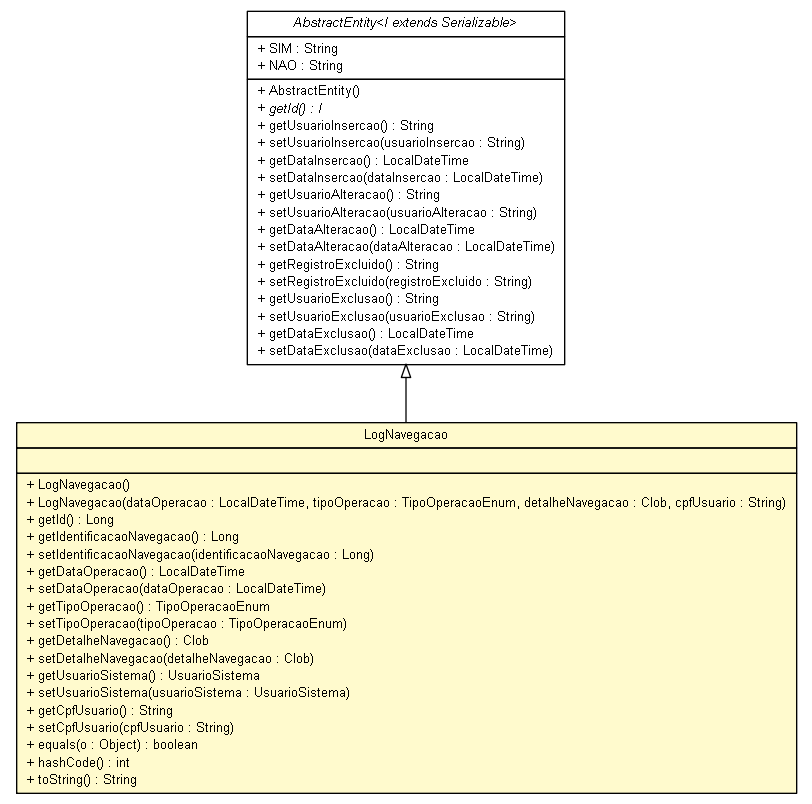 AbstractEntity<I extends Serializable>
+ SIM : String
+ NAO : String
+ AbstractEntity()
+ getId() : I
+ getUsuarioInsercao() : String
+ setUsuarioInsercao(usuarioInsercao : String)
+ getDataInsercao() : LocalDateTime
+ setDataInsercao(dataInsercao : LocalDateTime)
+ getUsuarioAlteracao() : String
+ setUsuarioAlteracao(usuarioAlteracao : String)
+ getDataAlteracao() : LocalDateTime
+ setDataAlteracao(dataAlteracao : LocalDateTime)
+ getRegistroExcluido() : String
+ setRegistroExcluido(registroExcluido : String)
+ getUsuarioExclusao() : String
+ setUsuarioExclusao(usuarioExclusao : String)
+ getDataExclusao() : LocalDateTime
+ setDataExclusao(dataExclusao : LocalDateTime)
LogNavegacao
+ LogNavegacao()
+ LogNavegacao(dataOperacao : LocalDateTime, tipoOperacao : TipoOperacaoEnum, detalheNavegacao : Clob, cpfUsuario : String)
+ getId() : Long
+ getIdentificacaoNavegacao() : Long
+ setIdentificacaoNavegacao(identificacaoNavegacao : Long)
+ getDataOperacao() : LocalDateTime
+ setDataOperacao(dataOperacao : LocalDateTime)
+ getTipoOperacao() : TipoOperacaoEnum
+ setTipoOperacao(tipoOperacao : TipoOperacaoEnum)
+ getDetalheNavegacao() : Clob
+ setDetalheNavegacao(detalheNavegacao : Clob)
+ getUsuarioSistema() : UsuarioSistema
+ setUsuarioSistema(usuarioSistema : UsuarioSistema)
+ getCpfUsuario() : String
+ setCpfUsuario(cpfUsuario : String)
+ equals(o : Object) : boolean
+ hashCode() : int
+ toString() : String